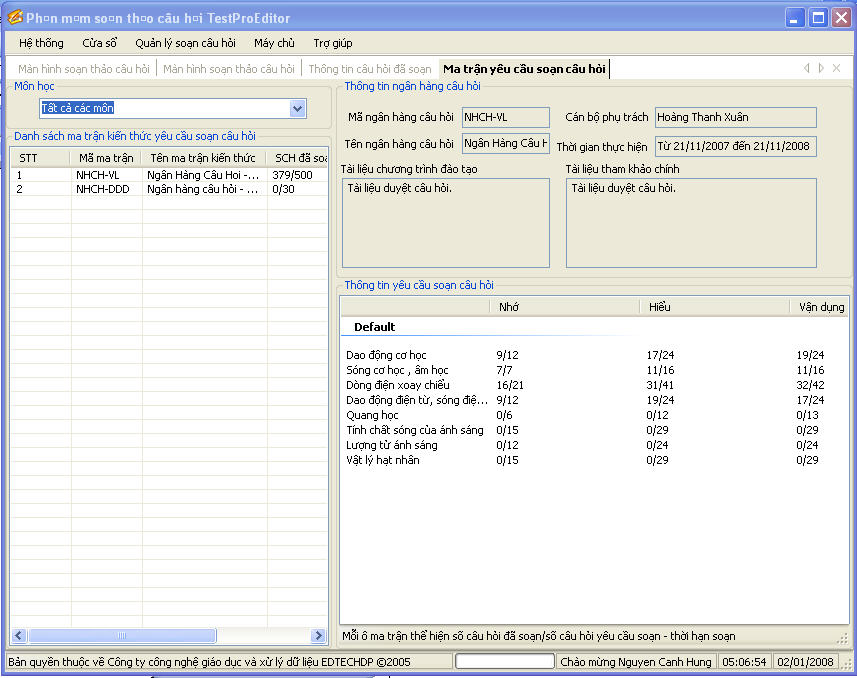 Ph¤n m¤m so¤n th¤o câu h¤i TestProEditor
Hệ thống Cửa sổ Quản lý soạn câu hỏi Máy chủ Trợ giúp
Màn hình soạn thảo câu hỏi Màn hình soạn thảo câu hỏi Thông tin câu hỏi đã soạn Ma trận yêu cầu soạn câu hỏi
Môn học
Tất cả các môn
Danh sách ma trận kiến thức yêu cầu soạn câu hỏi
STT Mã ma trận Tên ma trận kiến thức SCH đã soạ
1 NHCH-VL Ngân Hàng Câu Hoi -... 379/500
2 NHCH-DDD Ngân hàng câu hỏi - ... 0/30
Thông tin ngân hàng câu hỏi
Mã ngân hàng câu hỏi NHCH-VL Cán bộ phụ trách Hoàng Thanh Xuân
Tên ngân hàng câu hỏi Ngân Hàng Câu H Thời gian thực hiện Từ 21/11/2007 đến 21/11/2008
Tài liệu chương trình đào tạo Tài liệu tham khảo chính
Tài liệu duyệt câu hỏi. Tài liệu duyệt câu hỏi.
Thông tin yêu cầu soạn câu hỏi
Nhớ Hiểu Vận dụng
Default
Dao động cơ học 9/12 17/24 19/24
Sóng cơ học , âm học 7/7 11/16 11/16
Dòng điện xoay chiều 16/21 31/41 32/42
Dao động điện từ, sóng điệ... 9/12 19/24 17/24
Quang học 0/6 0/12 0/13
Tính chất sóng của ánh sáng 0/15 0/29 0/29
Lượng tử ánh sáng 0/12 0/24 0/24
Vật lý hạt nhân 0/15 0/29 0/29
Mỗi ô ma trận thể hiện số câu hỏi đã soạn/số câu hỏi yêu cầu soạn - thời hạn soạn
Bản quyền thuộc về Công ty công nghệ giáo dục và xử lý dữ liệu EDTECHDP ©2005 Chào mừng Nguyen Canh Hung 05:06:54 02/01/2008